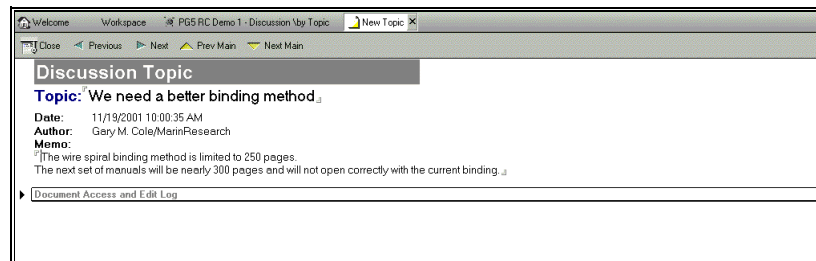 Welcome Workspace PG5 RC Demo 1 - Discussion \by Topic New Topic
Close Previous Next Prev Main Next Main
Discussion Topic
Topic: We need a better binding method
Date: 11/19/2001 10:00:35 AM
Author: Gary M. Cole/MarinResearch
Memo:
The wire spiral binding method is limited to 250 pages.
The next set of manuals will be nearly 300 pages and will not open correctly with the current binding.
Document Access and Edit Log